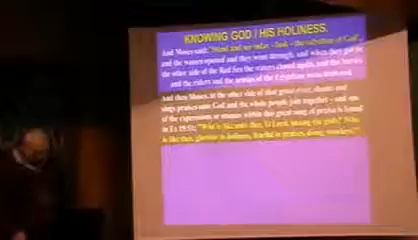 KNOWING GOD / HIS HOLINESS.
And Moses said: "Stand and see today - look - the salvation of God",
and the waters opened and they went through, and when they got to
the other side of the Red Sea the waters closed again, and the horses
and the riders and the armies of the Egyptians were drowned.
And then Moses, at the other side of that great river, shouts and
sings praises unto God and the whole people join together - and one
of the expressions or stanzas within that great song of praise is found
in Ex 15:11; "Who is like unto thee, O Lord, among the gods? Who
is like thee, glorious in holiness, fearful in praises, doing wonders."